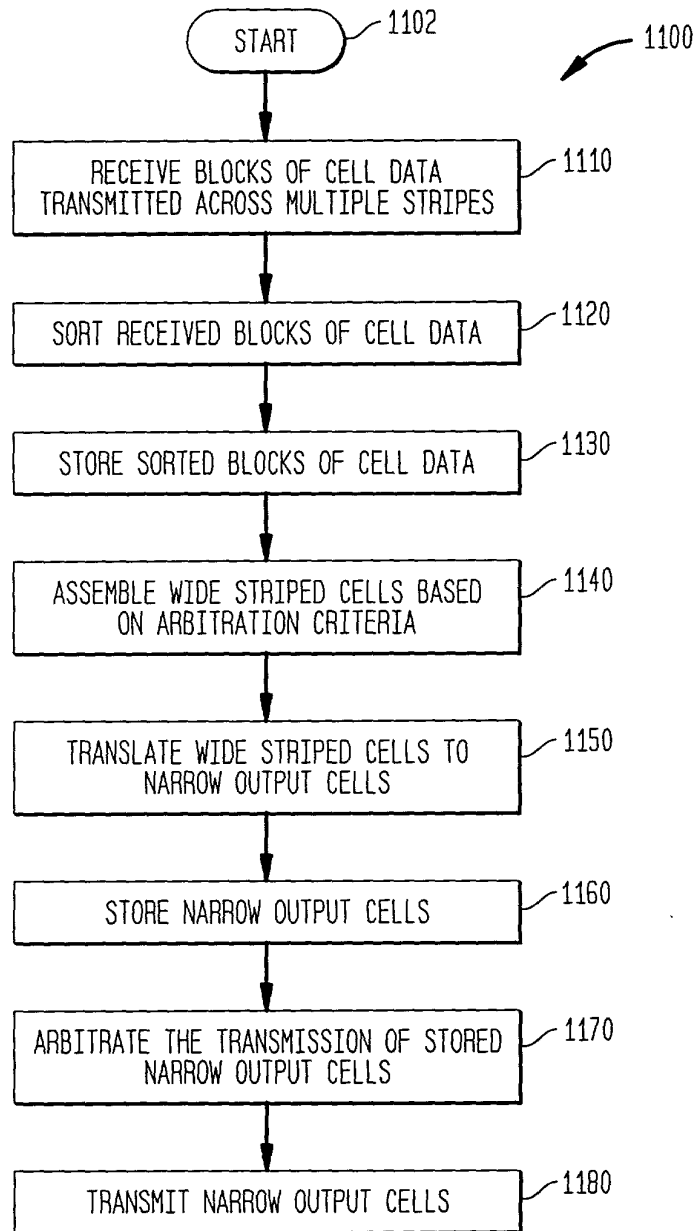 START
1102
1100
RECEIVE BLOCKS OF CELL DATA
TRANSMITTED ACROSS MULTIPLE STRIPES
1110
SORT RECEIVED BLOCKS OF CELL DATA
1120
STORE SORTED BLOCKS OF CELL DATA
1130
ASSEMBLE WIDE STRIPED CELLS BASED
ON ARBITRATION CRITERIA
1140
TRANSLATE WIDE STRIPED CELLS TO
NARROW OUTPUT CELLS
1150
STORE NARROW OUTPUT CELLS
1160
ARBITRATE THE TRANSMISSION OF STORED
NARROW OUTPUT CELLS
1170
TRANSMIT NARROW OUTPUT CELLS
1180